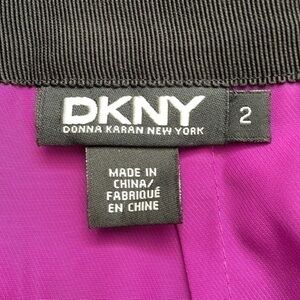 DKNY 2
DONNA KARAN NEW YORK
MADE IN
CHINA/
FABRIQUÉ
EN CHINE